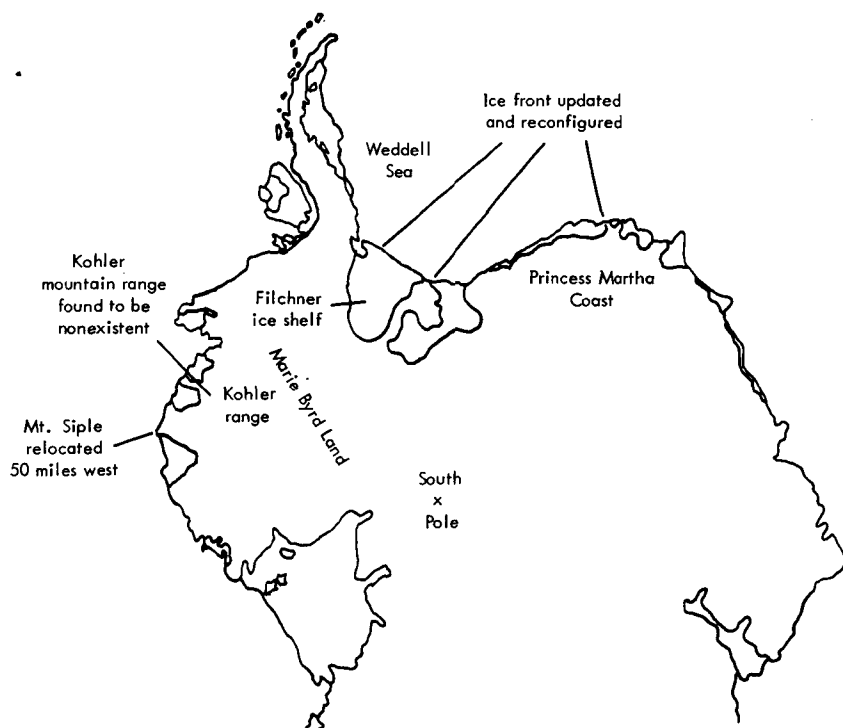 Ice front updated
and reconfigured
Weddell
Sea
Kohler
mountain range
found to be
nonexistent
Filchner
ice shelf
Princess Martha
Coast
Marie Byrd Land
Kohler
range
Mt. Siple
relocated
50 miles west
South
x
Pole